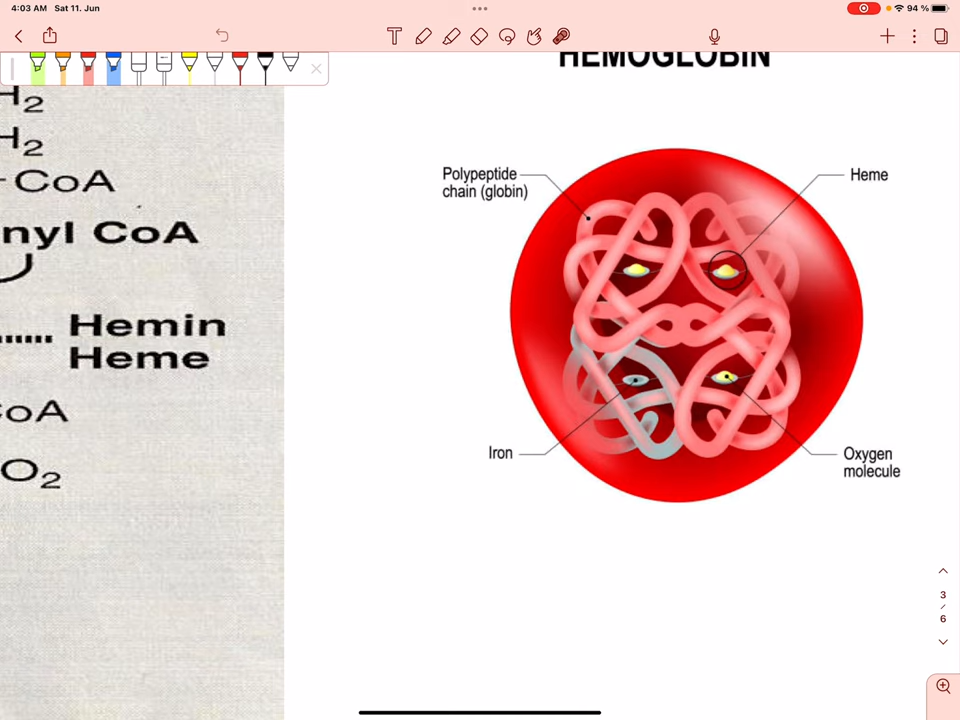 4:03 AM Sat 11. Jun
94 %
T
HEMOGLOBIN
H2
H2
-CoA
nyl CoA
Hemin
Heme
CoA
O2
Polypeptide
chain (globin)
Heme
Iron
Oxygen
molecule
3
/
6